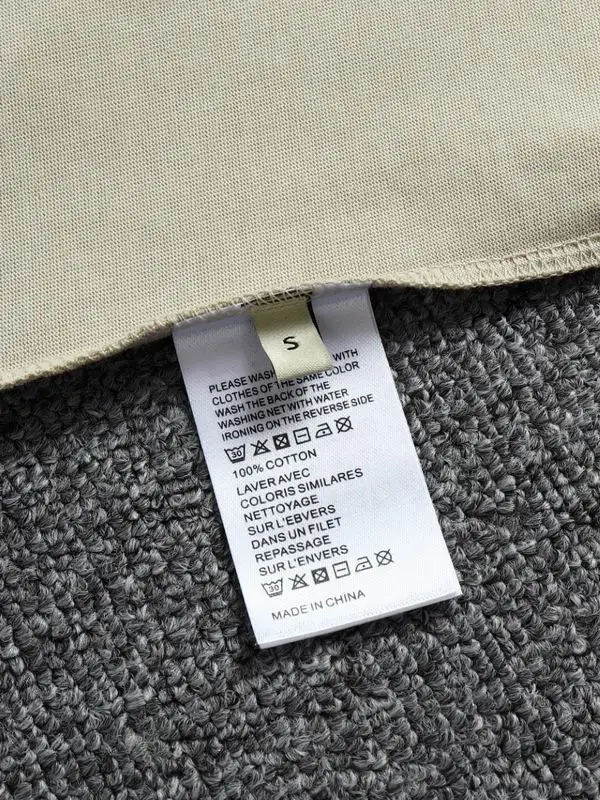 S
PLEASE WASH WITH
CLOTHES OF THE SAME COLOR
WASH THE BACK OF THE
WASHING NET WITH WATER
IRONING ON THE REVERSE SIDE
30
100% COTTON
LAVER AVEC
COLORIS SIMILARES
NETTOYAGE
SUR L'EBVERS
DANS UN FILET
REPASSAGE
SUR L'ENVERS
30
MADE IN CHINA